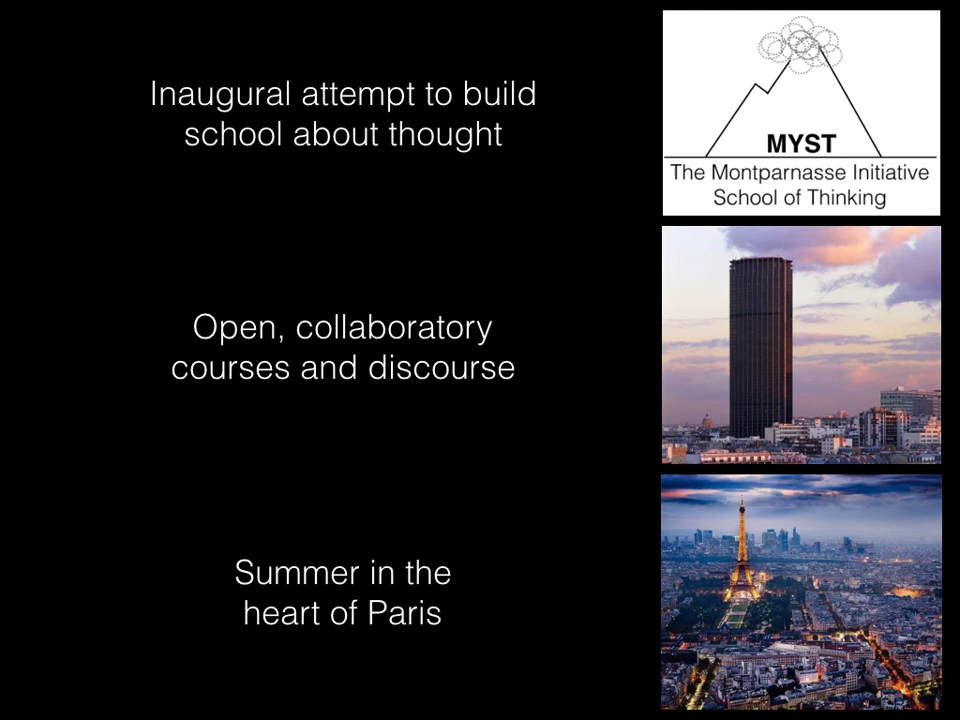 Inaugural attempt to build
school about thought
MYST
The Montparnasse Initiative
School of Thinking
Open, collaboratory
courses and discourse
Summer in the
heart of Paris